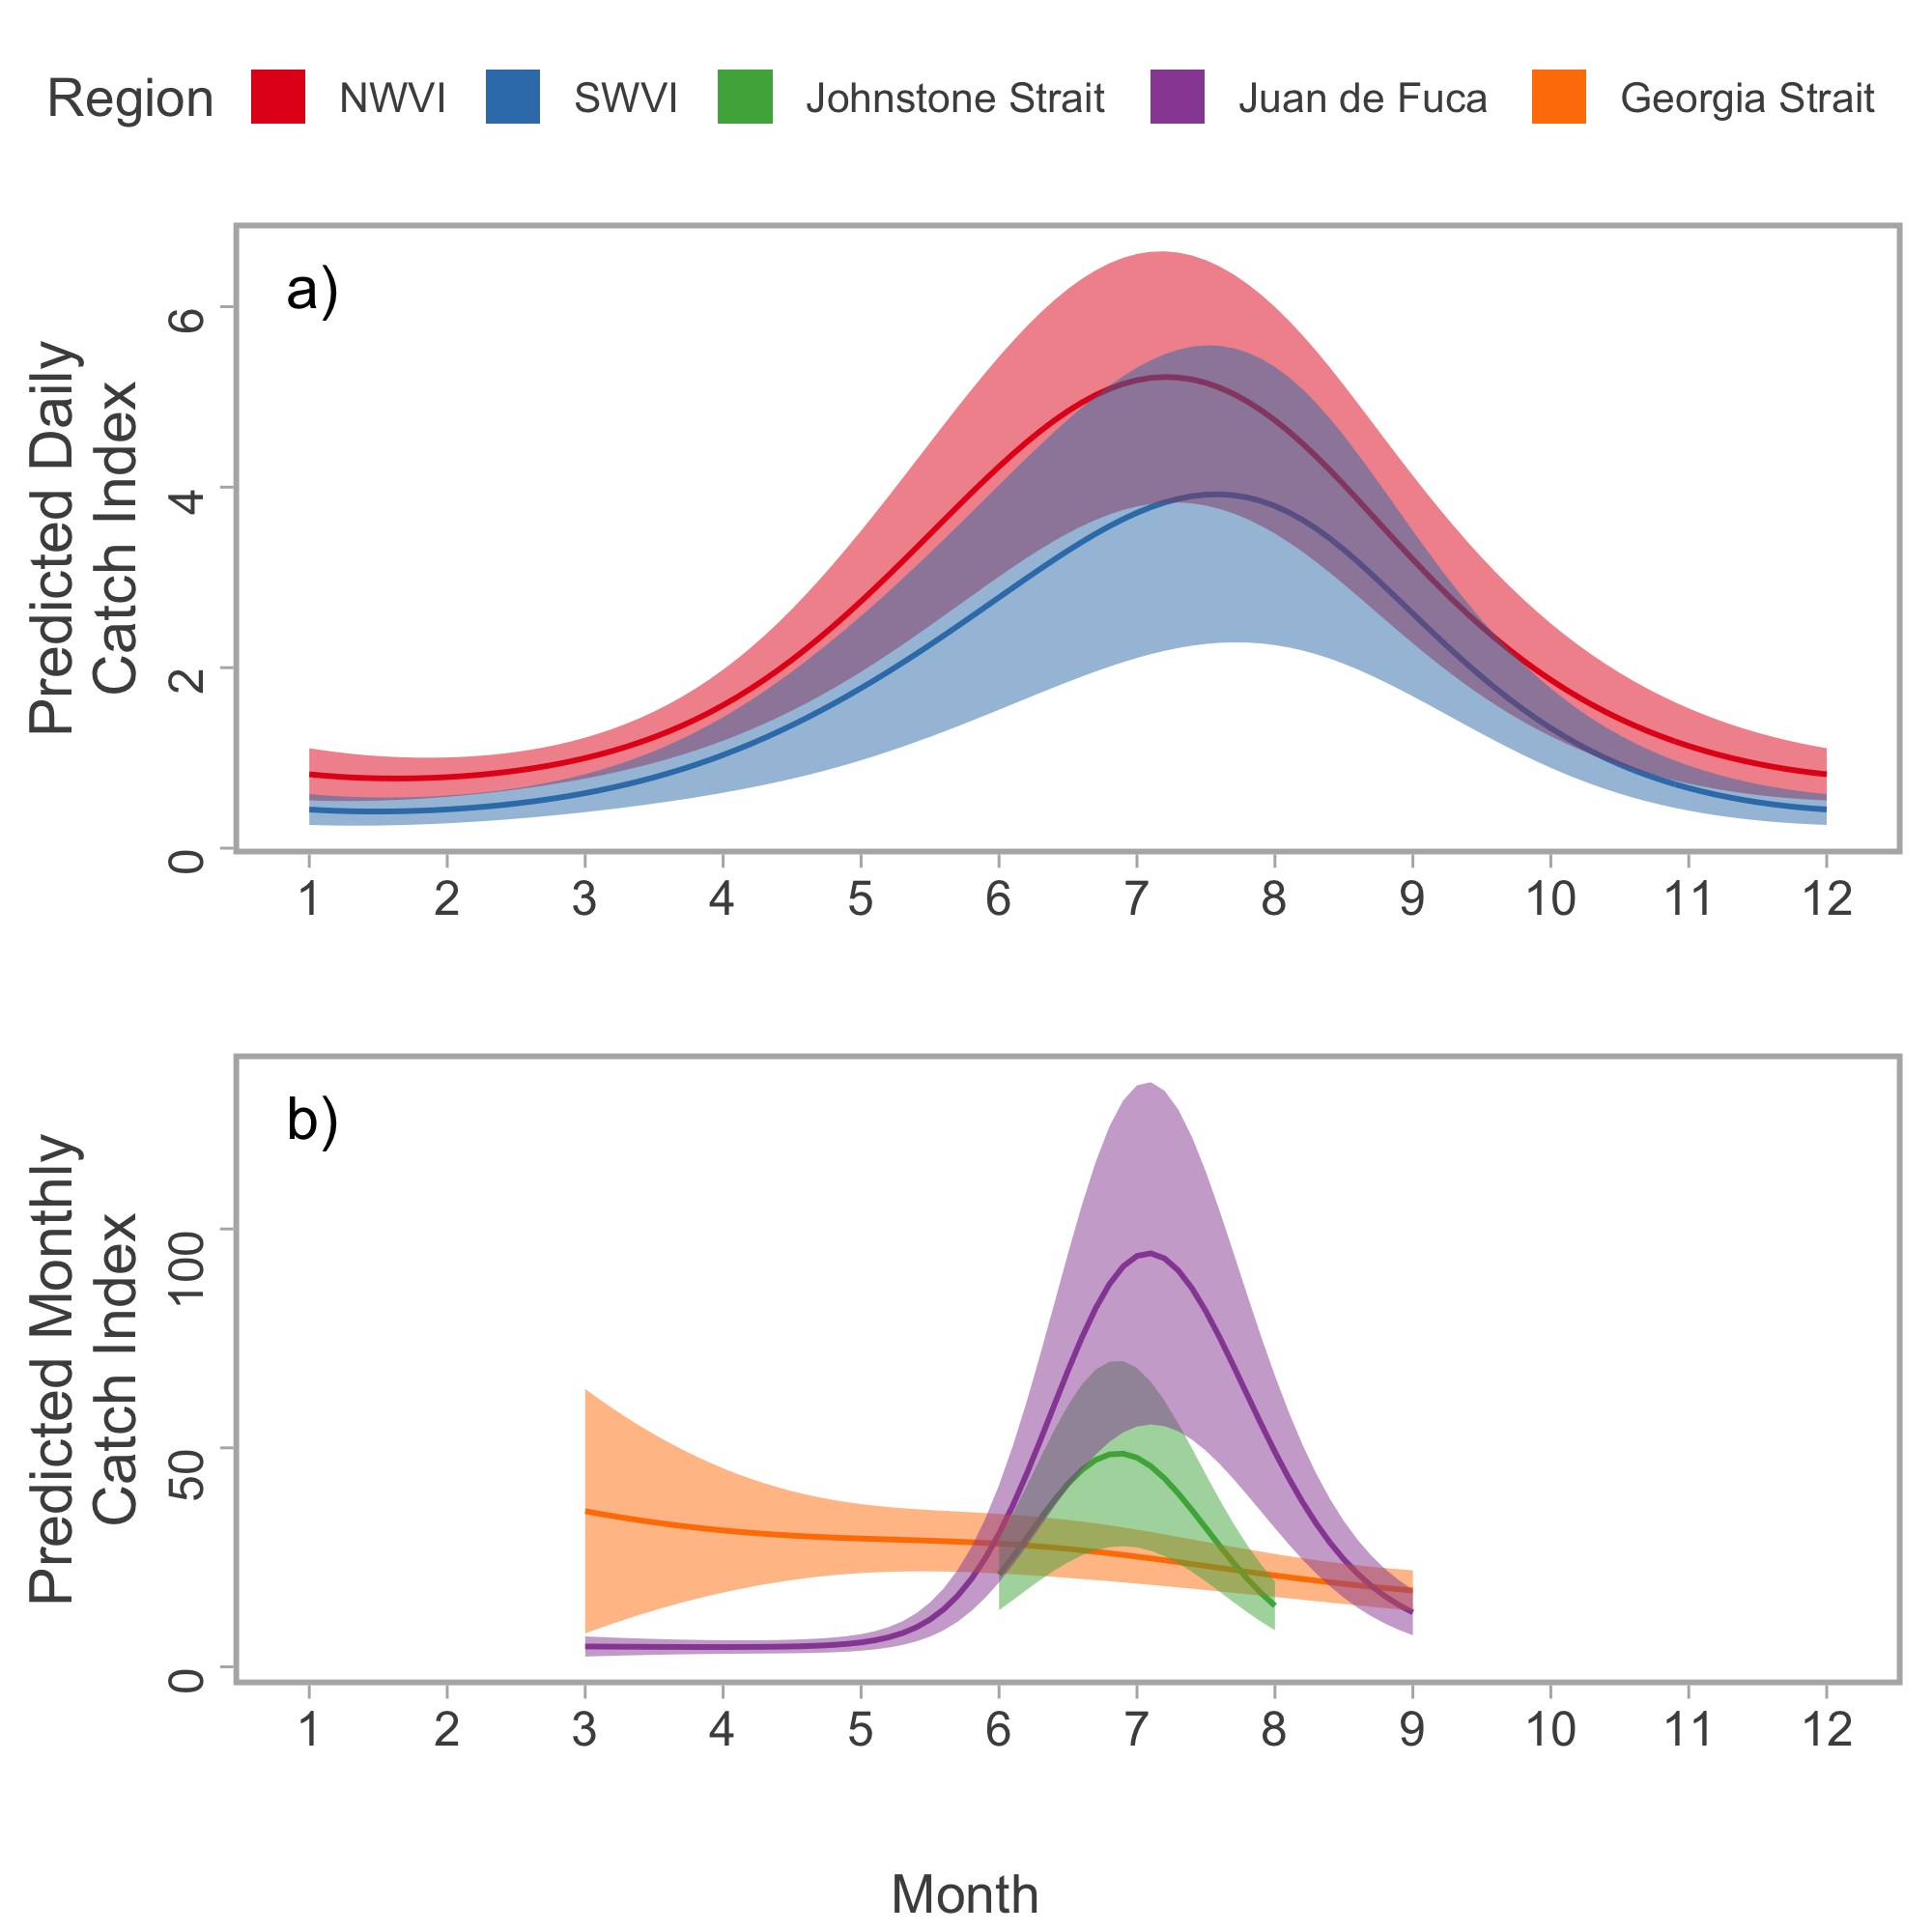 Region NWVI SWVI Johnstone Strait Juan de Fuca Georgia Strait
a)
Predicted Daily
Catch Index
6
4
2
0
1 2 3 4 5 6 7 8 9 10 11 12
b)
Predicted Monthly
Catch Index
100
50
0
1 2 3 4 5 6 7 8 9 10 11 12
Month